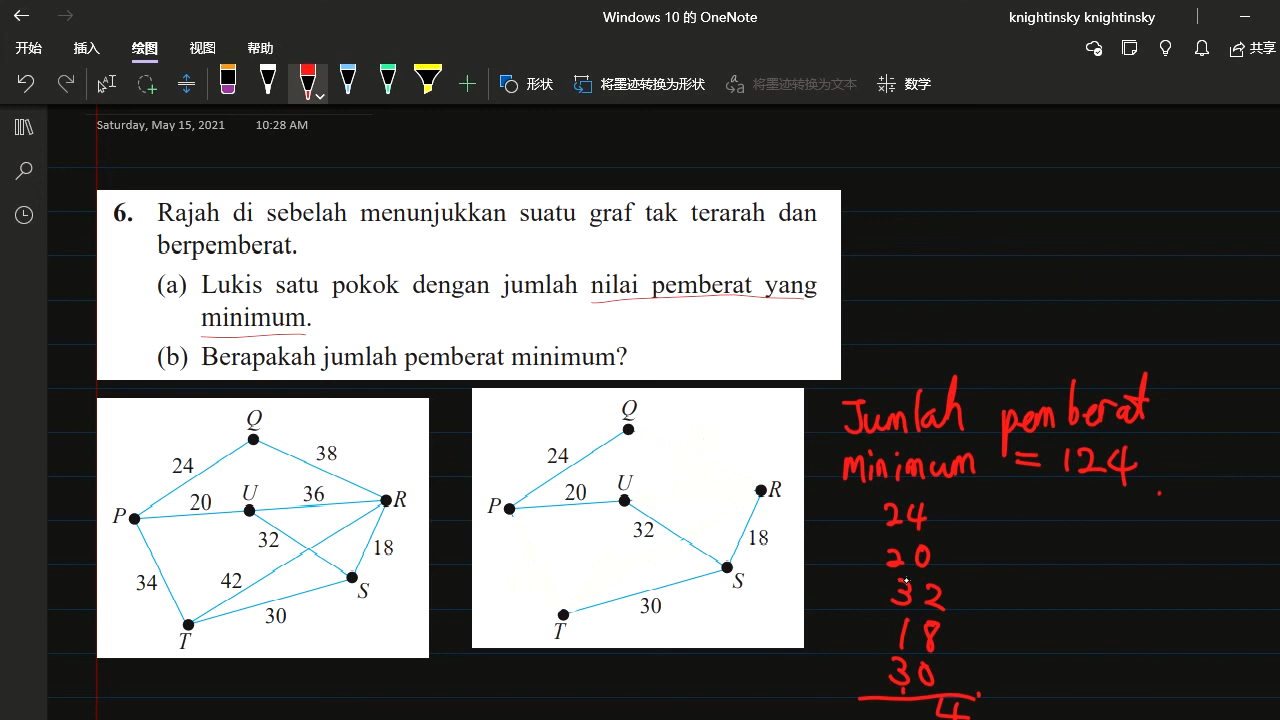 Windows 10 的 OneNote
knightinsky knightinsky
开始 插入 绘图 视图 帮助
共享
形状 将墨迹转换为形状 将墨迹转换为文本 数学
Saturday, May 15, 2021 10:28 AM
6. Rajah di sebelah menunjukkan suatu graf tak terarah dan
berpemberat.
(a) Lukis satu pokok dengan jumlah nilai pemberat yang
minimum.
(b) Berapakah jumlah pemberat minimum?
Q
24 38
20 U 36
P R
32 18
34 42 S
30
T
Q
24
20 U R
P
32 18
S
30
T
Jumlah pemberat
minimum = 124
24
20
32
18
30
4